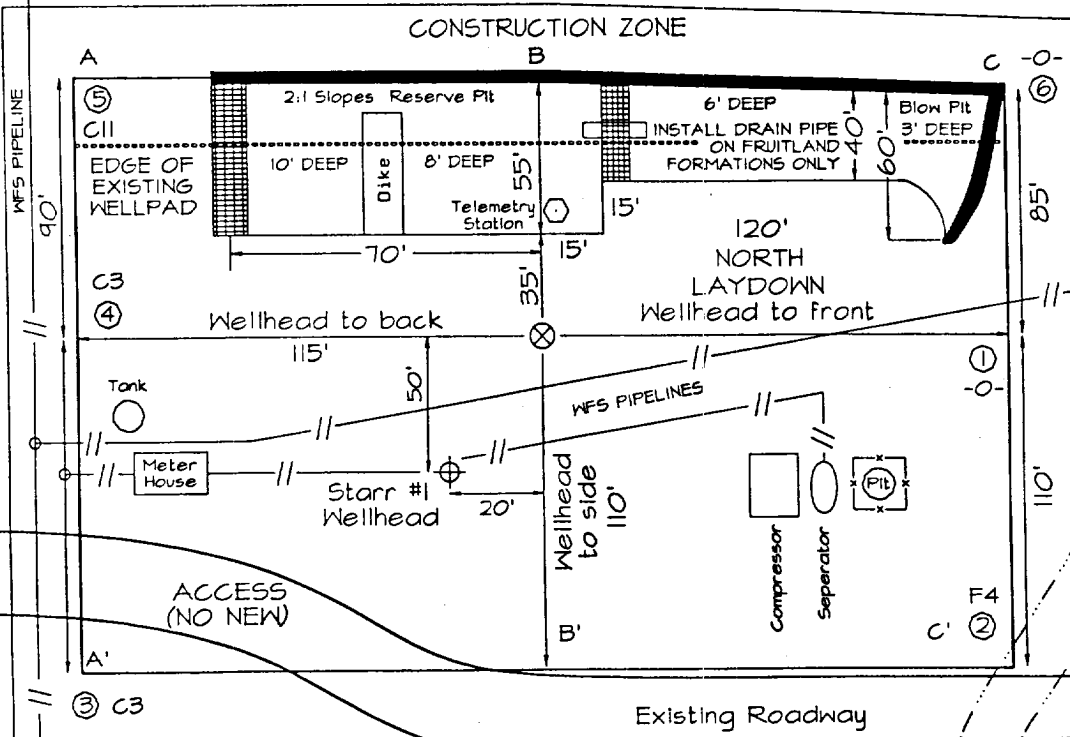 CONSTRUCTION ZONE
A
B
C
-0-
5
6
2:1 Slopes Reserve Pit
6' DEEP
Blow Pit
3' DEEP
C11
INSTALL DRAIN PIPE
ON FRUITLAND
FORMATIONS ONLY
40'
60'
WFS PIPELINE
EDGE OF
EXISTING
WELLPAD
10' DEEP
Dike
8' DEEP
55'
Telemetry
Station
15'
15'
90'
85'
70'
35'
120'
NORTH
LAYDOWN
Wellhead to front
C3
4
Wellhead to back
115'
1
-0-
50'
Tank
WFS PIPELINES
Meter
House
Starr #1
Wellhead
20'
Wellhead
to side
110'
Compressor
Seperator
Pit
110'
ACCESS
(NO NEW)
F4
C'
2
B'
A'
3 C3
Existing Roadway